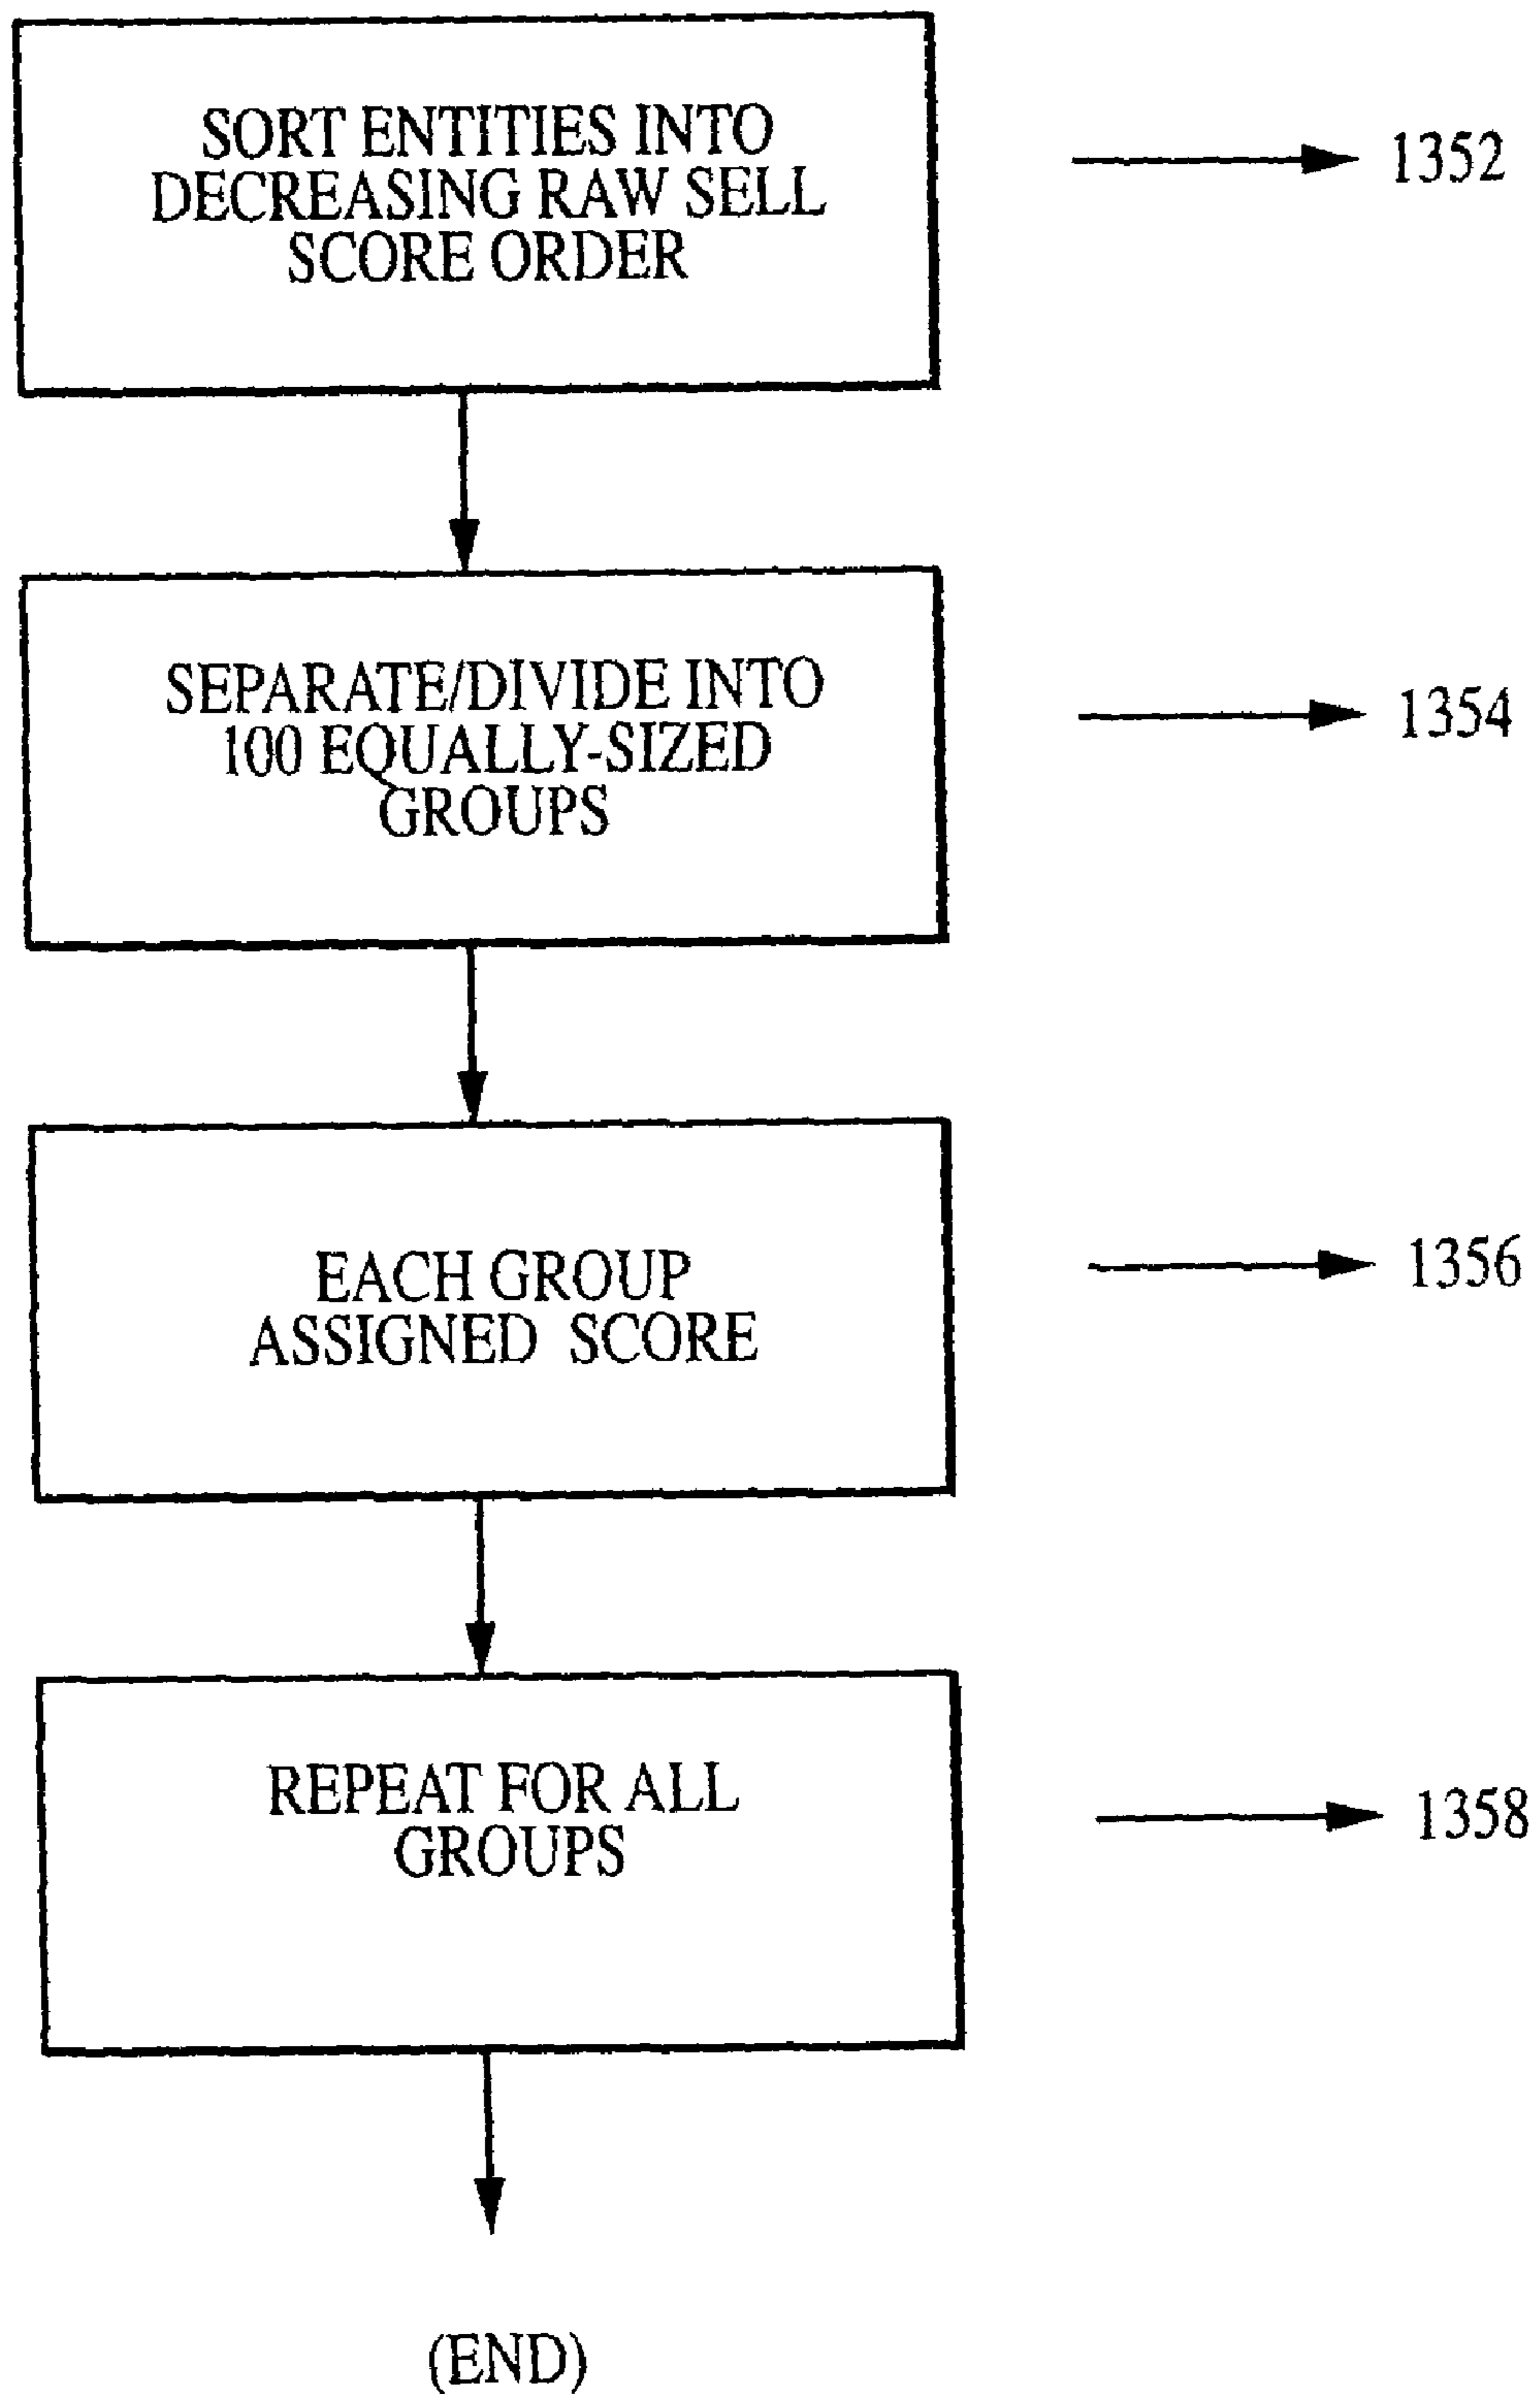 SORT ENTITIES INTO
DECREASING RAW SELL
SCORE ORDER
1352
SEPARATE/DIVIDE INTO
100 EQUALLY-SIZED
GROUPS
1354
EACH GROUP
ASSIGNED SCORE
1356
REPEAT FOR ALL
GROUPS
1358
(END)